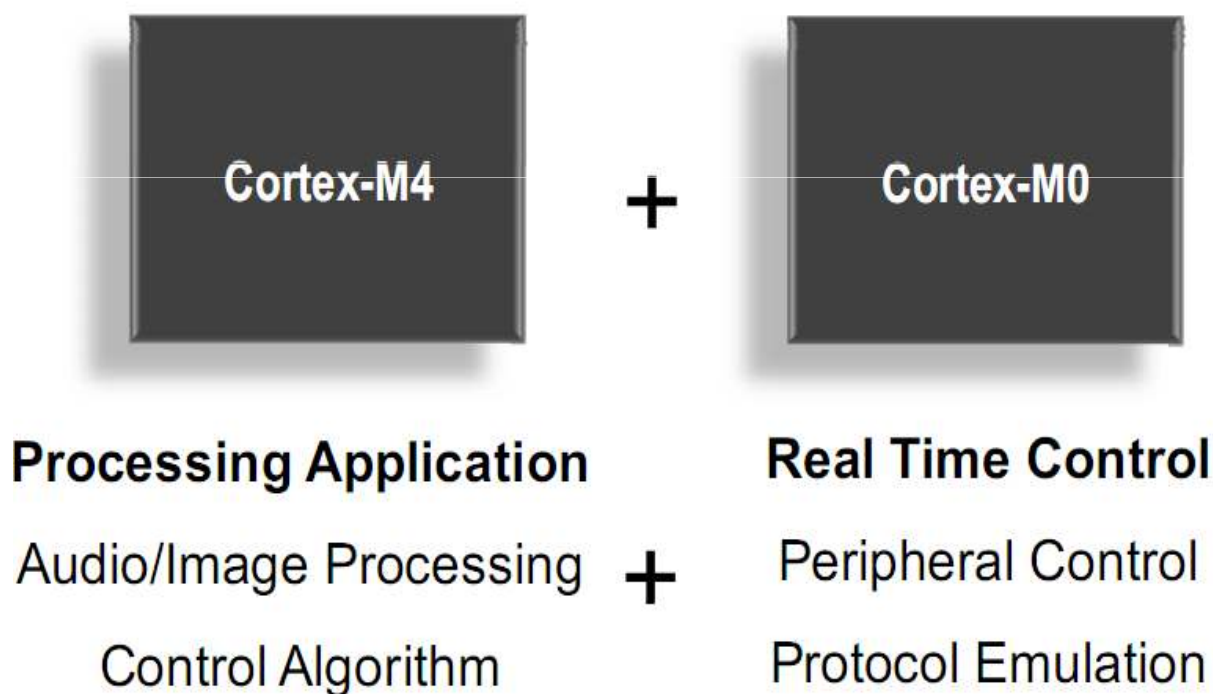 Cortex-M4 + Cortex-M0
Processing Application Real Time Control
Audio/Image Processing + Peripheral Control
Control Algorithm Protocol Emulation